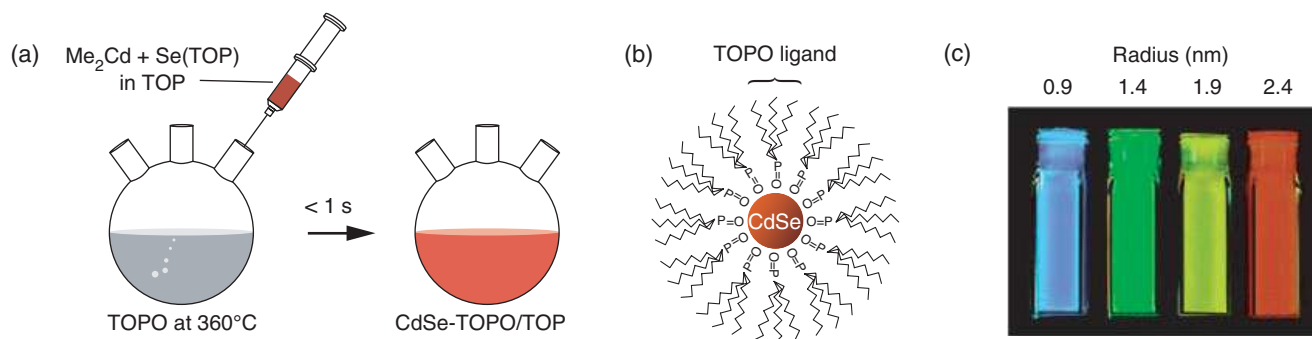 (a)
Me₂Cd + Se(TOP)
in TOP
< 1 s
TOPO at 360°C
CdSe-TOPO/TOP
(b)
TOPO ligand
P=O
P=O
P=O
O=P
O=P
P=O
CdSe
O=P
P=O
P=O
O=P
O=P
O=P
(c)
Radius (nm)
0.9 1.4 1.9 2.4